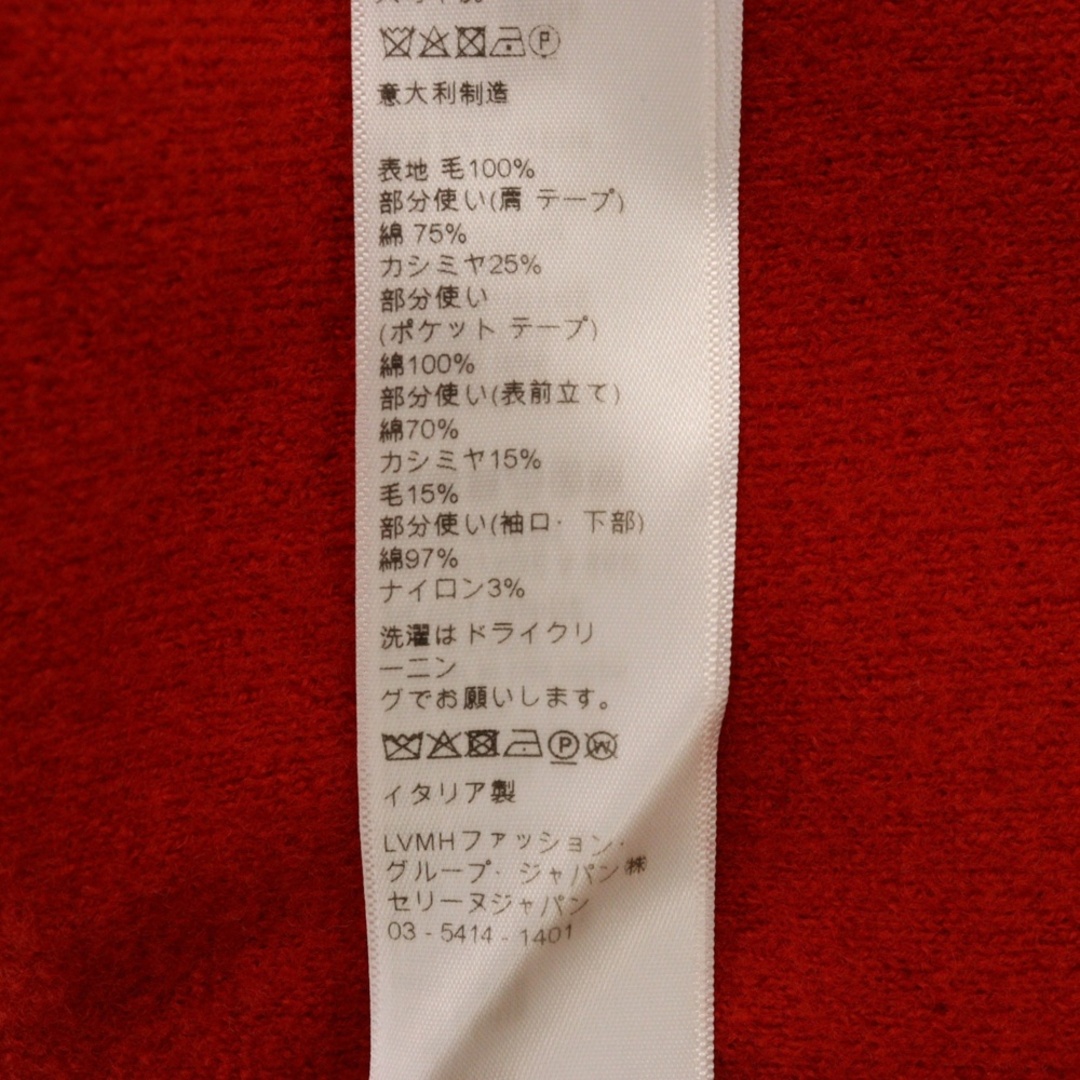 意大利制造
表地 毛100%
部分使い(肩 テープ)
綿 75%
カシミヤ25%
部分使い
(ポケット テープ)
綿100%
部分使い(表前立て)
綿70%
カシミヤ15%
毛15%
部分使い(袖口・ 下部)
綿97%
ナイロン3%
洗濯はドライクリ
ーニン
グでお願いします。
イタリア製
LVMHファッション・
グループ・ジャパン㈱
セリーヌジャパン
03 - 5414 - 1401